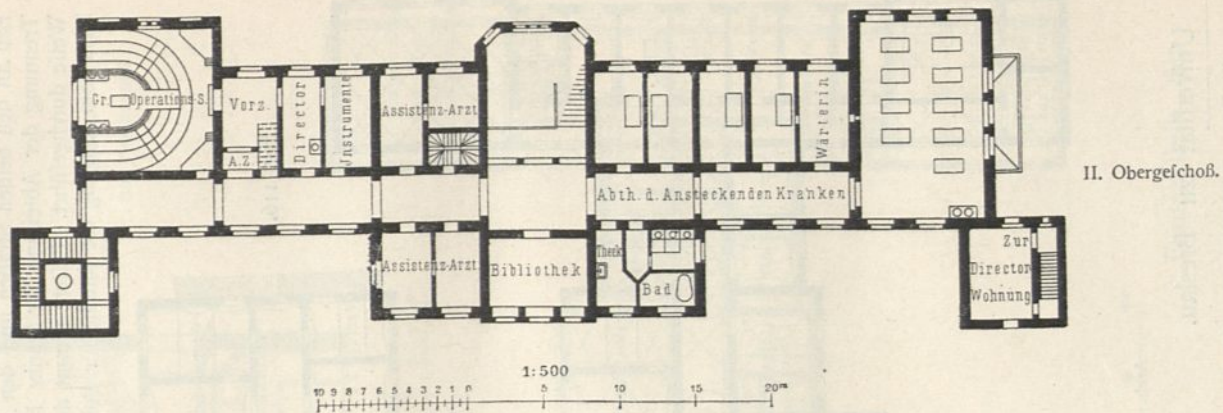 Gr. Operations-S.
Vorz.
A.Z.
Director
Jnstrumente
Assistenz-Arzt
Wärterin
Abth. d. Ansteckenden Kranken
Assistenz-Arzt
Bibliothek
Theek.
Bad
Zur
Director
Wohnung
II. Obergeſchoß.
1:500
10 9 8 7 6 5 4 3 2 1 0 5 10 15 20m